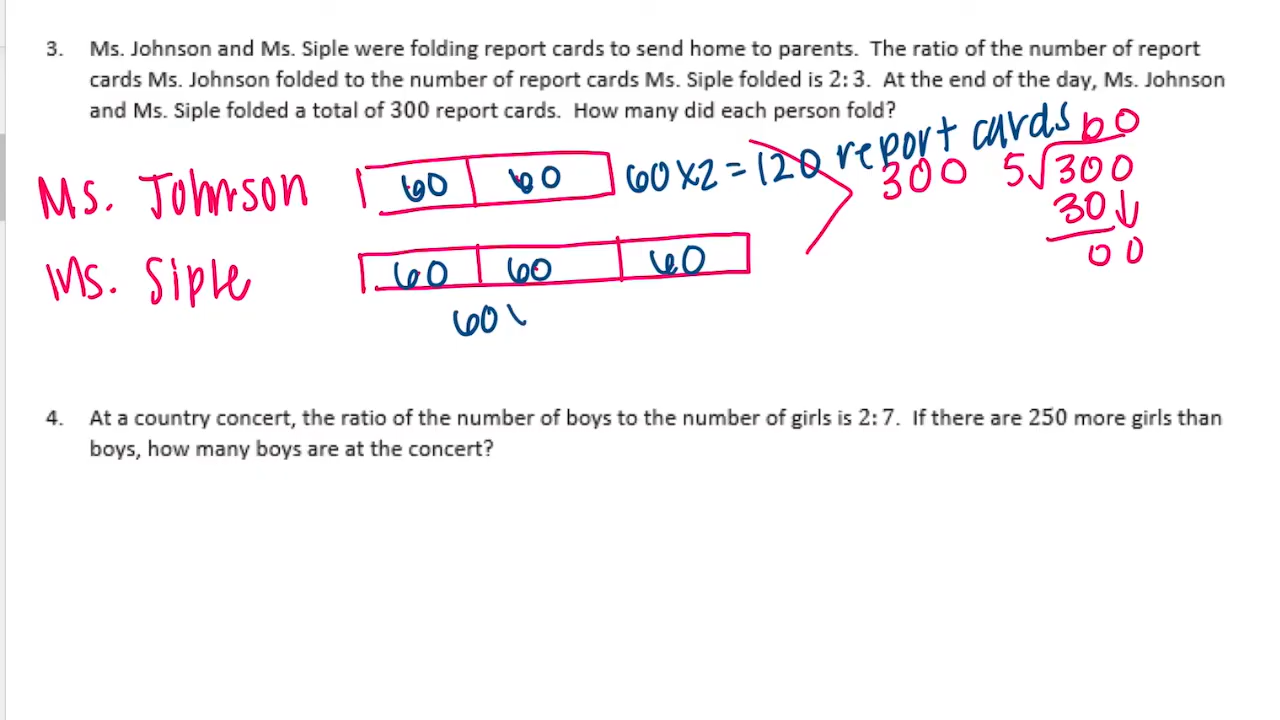 3. Ms. Johnson and Ms. Siple were folding report cards to send home to parents. The ratio of the number of report
cards Ms. Johnson folded to the number of report cards Ms. Siple folded is 2:3. At the end of the day, Ms. Johnson
and Ms. Siple folded a total of 300 report cards. How many did each person fold?
Ms. Johnson 60 60 60 x 2 = 120 report cards
300
60
5√300
30↓
00
Ms. Siple 60 60 60
60 \
4. At a country concert, the ratio of the number of boys to the number of girls is 2:7. If there are 250 more girls than
boys, how many boys are at the concert?